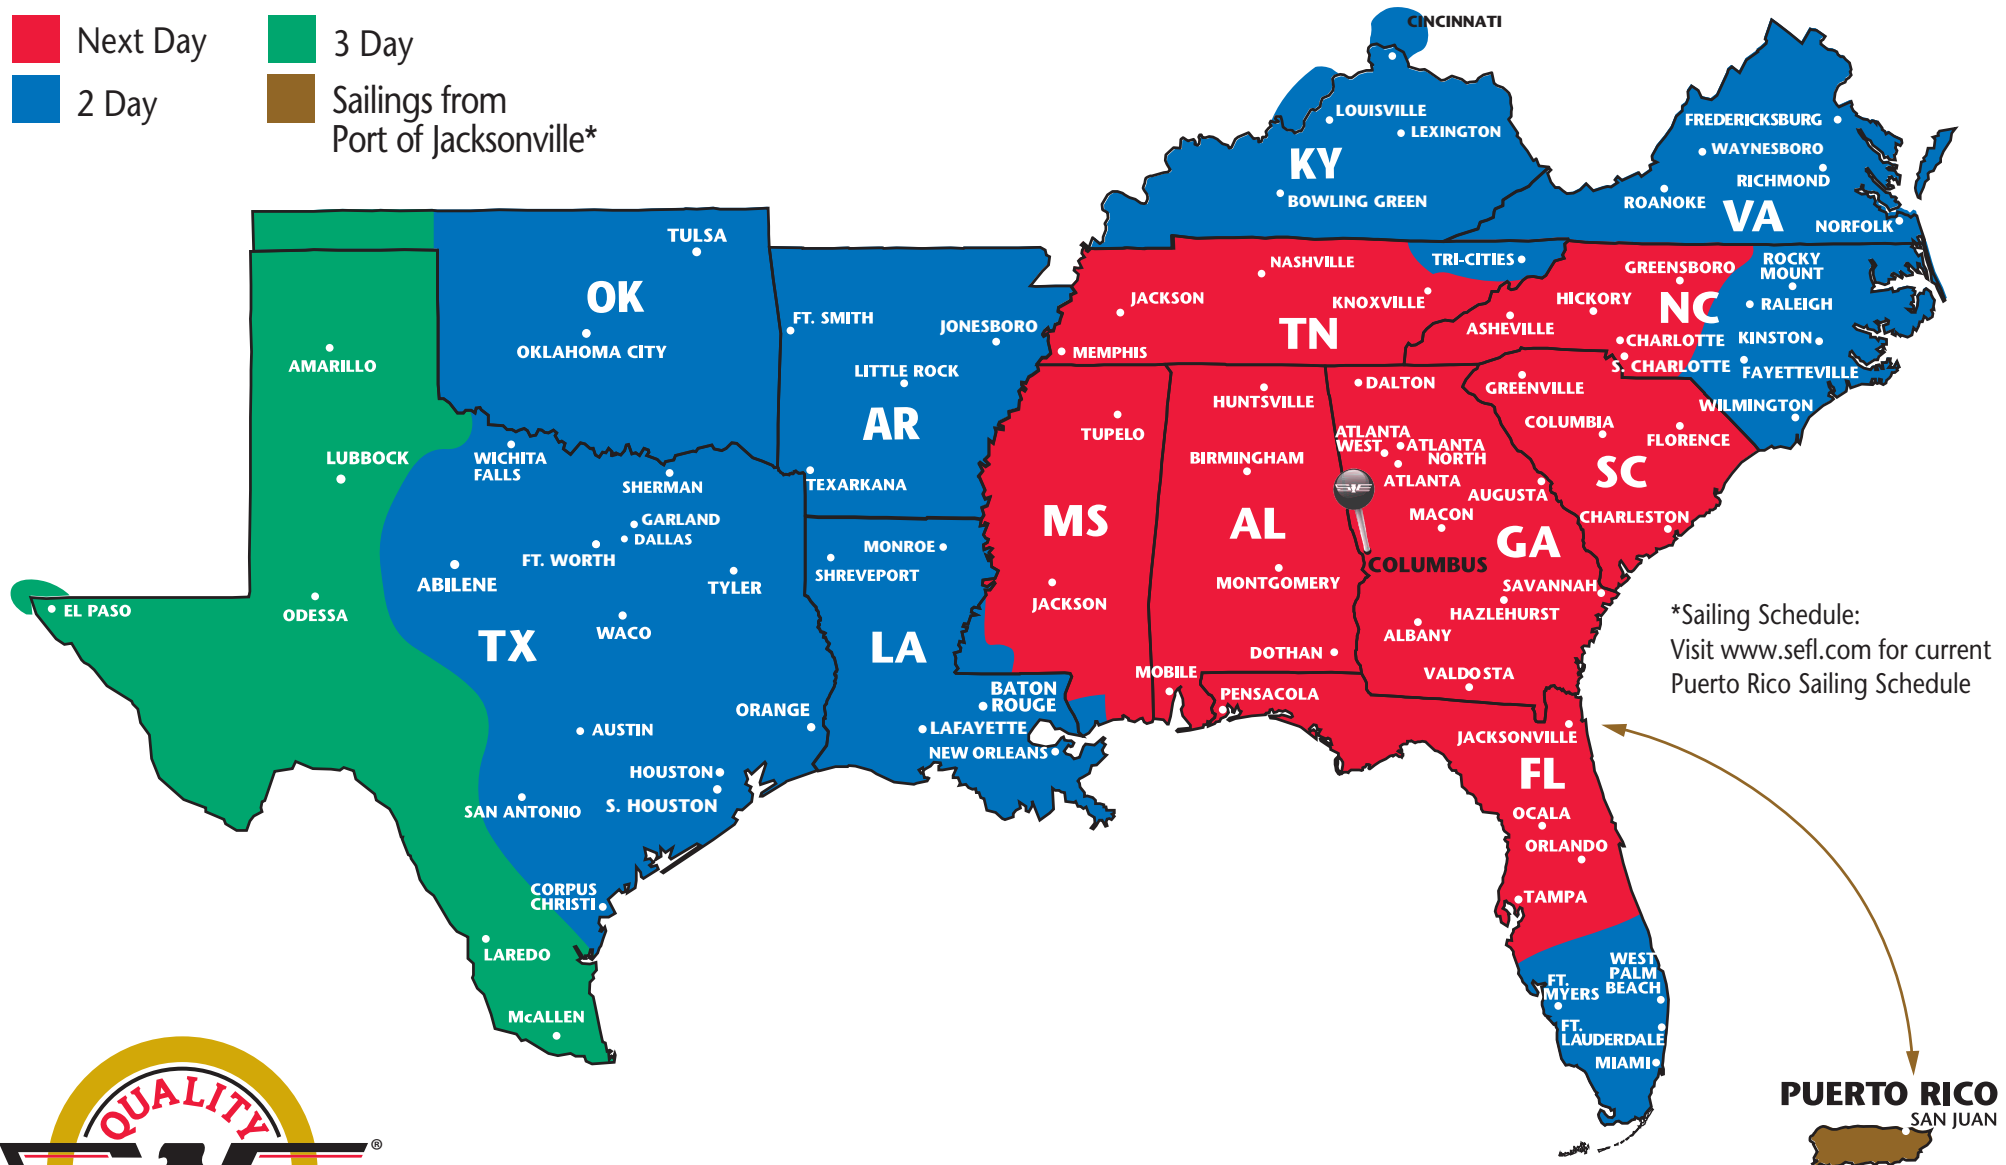 Next Day
3 Day
2 Day
Sailings from
Port of Jacksonville*
CINCINNATI
LOUISVILLE
LEXINGTON
KY
BOWLING GREEN
FREDERICKSBURG
WAYNESBORO
RICHMOND
ROANOKE
VA
NORFOLK
TULSA
OK
OKLAHOMA CITY
FT. SMITH
JONESBORO
LITTLE ROCK
AR
TEXARKANA
NASHVILLE
TRI-CITIES
JACKSON
KNOXVILLE
TN
MEMPHIS
GREENSBORO
HICKORY
NC
ASHEVILLE
CHARLOTTE
S. CHARLOTTE
ROCKY
MOUNT
RALEIGH
KINSTON
FAYETTEVILLE
WILMINGTON
AMARILLO
LUBBOCK
WICHITA
FALLS
SHERMAN
GARLAND
DALLAS
FT. WORTH
ABILENE
TYLER
EL PASO
ODESSA
WACO
TX
AUSTIN
ORANGE
HOUSTON
S. HOUSTON
SAN ANTONIO
CORPUS
CHRISTI
LAREDO
McALLEN
MONROE
SHREVEPORT
LA
BATON
ROUGE
LAFAYETTE
NEW ORLEANS
TUPELO
MS
JACKSON
HUNTSVILLE
BIRMINGHAM
AL
MONTGOMERY
DOTHAN
MOBILE
DALTON
ATLANTA
WEST
ATLANTA
NORTH
ATLANTA
AUGUSTA
MACON
GA
COLUMBUS
SAVANNAH
HAZLEHURST
ALBANY
VALDOSTA
GREENVILLE
COLUMBIA
FLORENCE
SC
CHARLESTON
PENSACOLA
JACKSONVILLE
FL
OCALA
ORLANDO
TAMPA
WEST
PALM
BEACH
FT.
MYERS
FT.
LAUDERDALE
MIAMI
*Sailing Schedule:
Visit www.sefl.com for current
Puerto Rico Sailing Schedule
PUERTO RICO
SAN JUAN
QUALITY
®